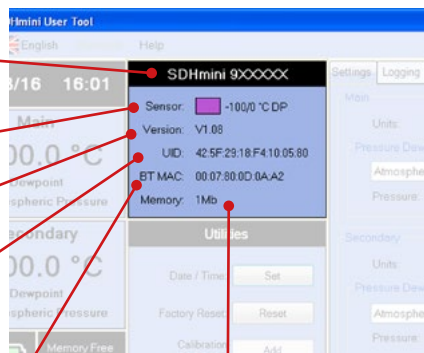 Hmini User Tool
English
Help
8/16 16:01
SDHmini 9XXXXX
Settings Logging
Sensor: -100/0 °C DP
Version: V1.08
UID: 42:5F:29:18:F4:10:05:80
BT MAC: 00:07:80:0D:0A:A2
Memory: 1Mb
Main
00.0 °C
Dewpoint
spheric Pressure
Main
Units:
Pressure Dew
Atmosphe
Pressure:
Secondary
00.0 °C
Dewpoint
spheric Pressure
Memory Free
Utilities
Date / Time: Set
Factory Reset: Reset
Calibration Add
Secondary
Units:
Pressure Dew
Atmosphe
Pressure: